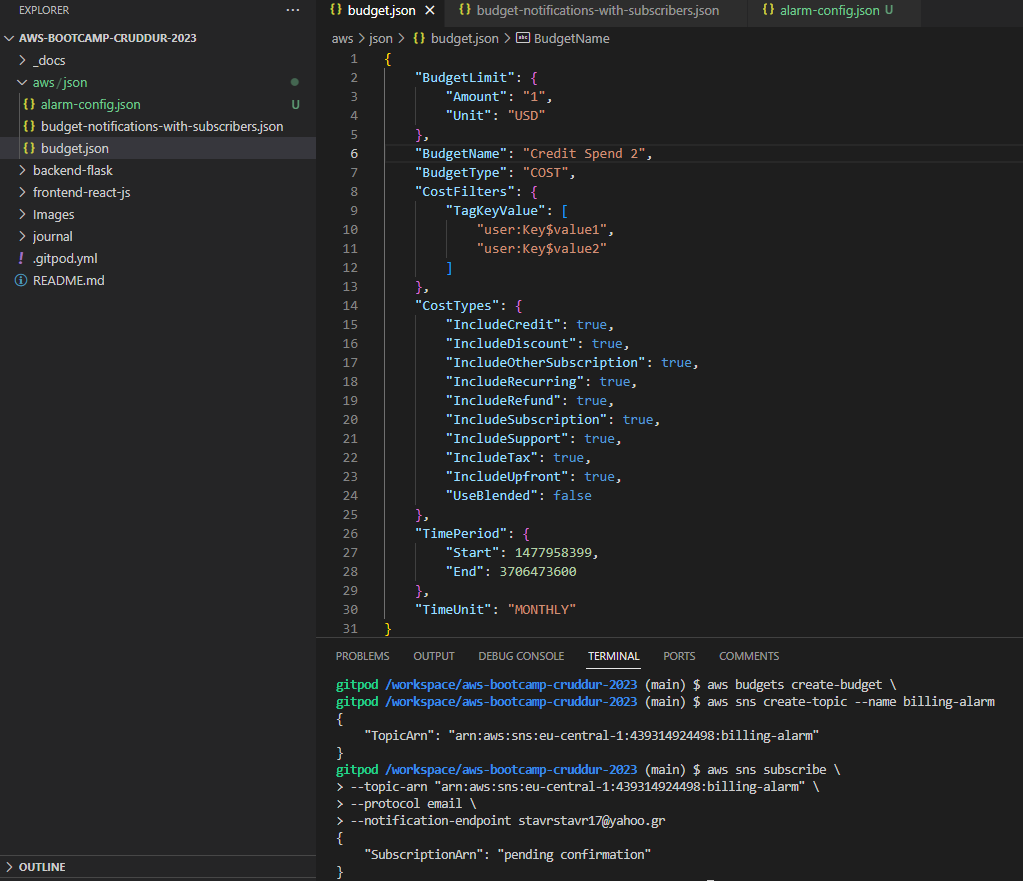 EXPLORER
AWS-BOOTCAMP-CRUDDUR-2023
_docs
aws/json
alarm-config.json U
budget-notifications-with-subscribers.json
budget.json
backend-flask
frontend-react-js
Images
journal
.gitpod.yml
README.md
OUTLINE
budget.json budget-notifications-with-subscribers.json alarm-config.json U
aws > json > {} budget.json > abc BudgetName
1 {
2 "BudgetLimit": {
3 "Amount": "1",
4 "Unit": "USD"
5 },
6 "BudgetName": "Credit Spend 2",
7 "BudgetType": "COST",
8 "CostFilters": {
9 "TagKeyValue": [
10 "user:Key$value1",
11 "user:Key$value2"
12 ]
13 },
14 "CostTypes": {
15 "IncludeCredit": true,
16 "IncludeDiscount": true,
17 "IncludeOtherSubscription": true,
18 "IncludeRecurring": true,
19 "IncludeRefund": true,
20 "IncludeSubscription": true,
21 "IncludeSupport": true,
22 "IncludeTax": true,
23 "IncludeUpfront": true,
24 "UseBlended": false
25 },
26 "TimePeriod": {
27 "Start": 1477958399,
28 "End": 3706473600
29 },
30 "TimeUnit": "MONTHLY"
31 }
PROBLEMS OUTPUT DEBUG CONSOLE TERMINAL PORTS COMMENTS
gitpod /workspace/aws-bootcamp-cruddur-2023 (main) $ aws budgets create-budget \
gitpod /workspace/aws-bootcamp-cruddur-2023 (main) $ aws sns create-topic --name billing-alarm
{
"TopicArn": "arn:aws:sns:eu-central-1:439314924498:billing-alarm"
}
gitpod /workspace/aws-bootcamp-cruddur-2023 (main) $ aws sns subscribe \
> --topic-arn "arn:aws:sns:eu-central-1:439314924498:billing-alarm" \
> --protocol email \
> --notification-endpoint stavrstavr17@yahoo.gr
{
"SubscriptionArn": "pending confirmation"
}